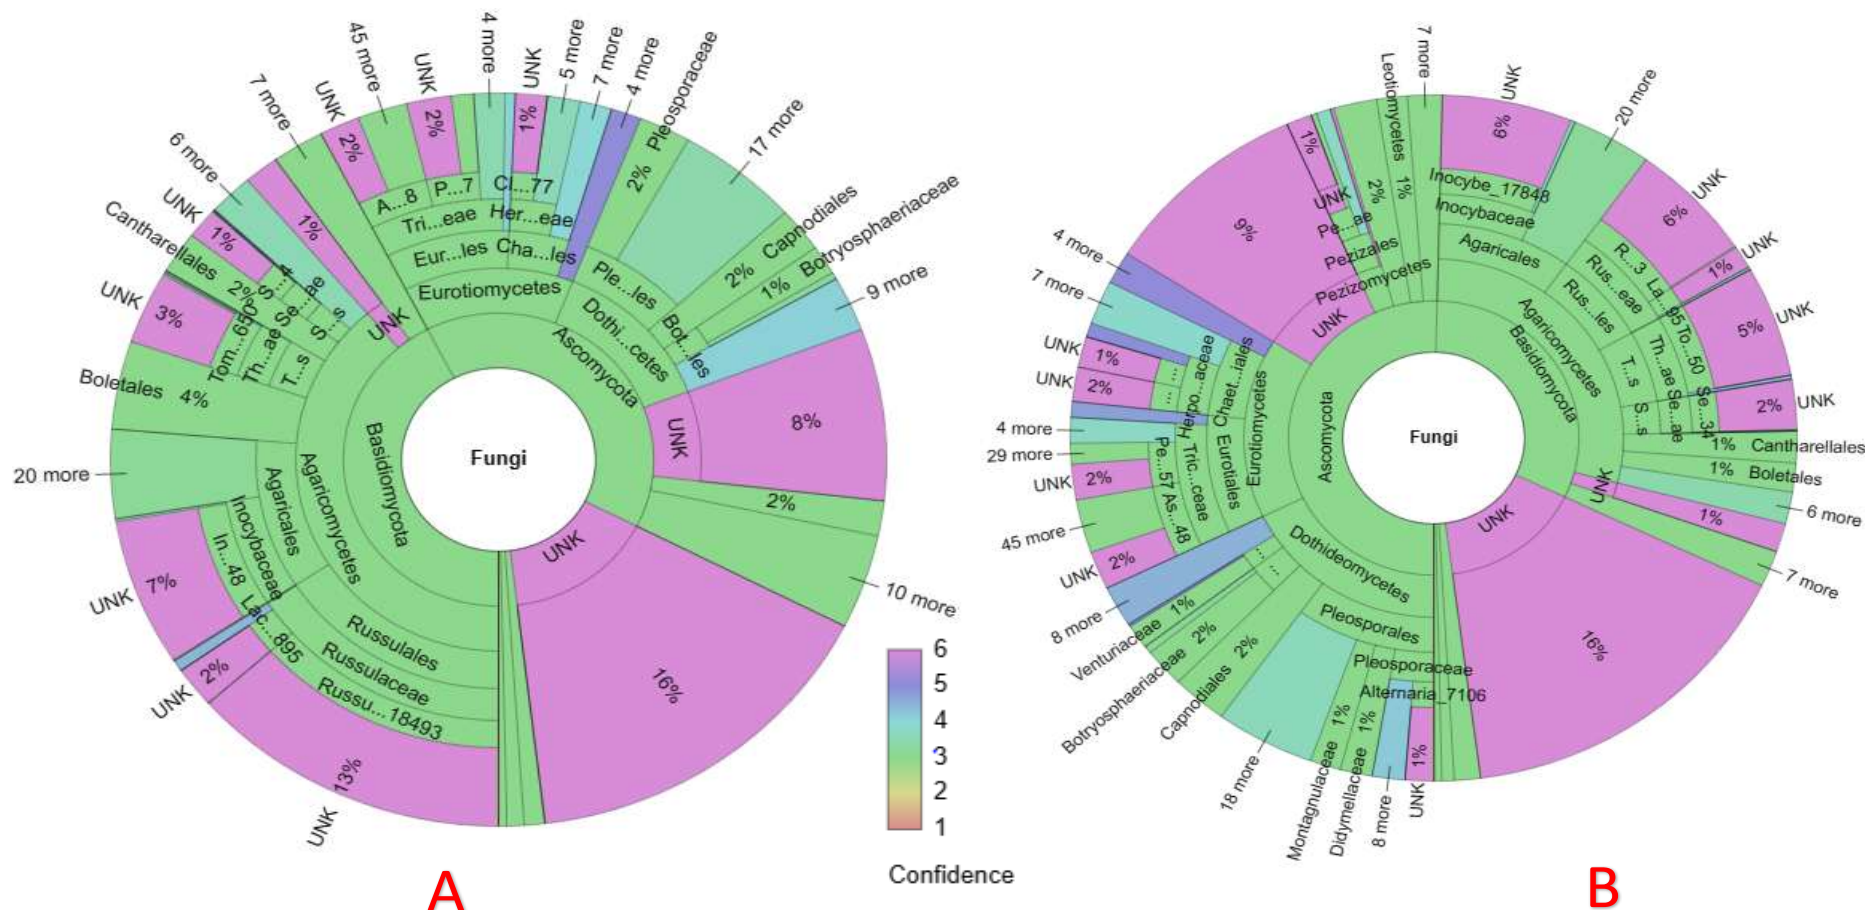 Fungi
Basidiomycota
Ascomycota
UNK
Agaricomycetes
Eurotiomycetes
Dothi...cetes
UNK
UNK
Agaricales
Russulales
Inocybaceae
Russulaceae
In...48
Lac...895
Russu...18493
T...s
Th...ae
Tom...650
S...s
Se...ae
S...4
Eur...les
Cha...les
Tri...eae
Her...eae
A...8
P...7
Cl...77
Ple...les
Bot...les
4 more
UNK
1%
5 more
7 more
4 more
Pleosporaceae
2%
17 more
Capnodiales
2%
Botryosphaeriaceae
1%
9 more
8%
2%
10 more
16%
13%
UNK
2%
UNK
7%
UNK
20 more
Boletales 4%
3%
UNK
Cantharellales
2%
1%
UNK
6 more
1%
7 more
2%
UNK
45 more
2%
UNK
6
5
4
3
2
1
Confidence
A
Fungi
Basidiomycota
Ascomycota
UNK
Agaricomycetes
UNK
Dothideomycetes
Eurotiomycetes
UNK
Pezizomycetes
Agaricales
Inocybaceae
Inocybe_17848
Rus...les
Rus...eae
R...3
La...95
T...s
Th...ae
To...50
S...s
Se...ae
Se...34
Pleosporales
Pleosporaceae
Alternaria_7106
...
...
Eurotiales
Tric...ceae
As...48
Pe...57
Chaet...iales
Herpo...aceae
...
...
Pezizales
Pe...ae
UNK
UNK
6%
20 more
UNK
6%
UNK
1%
UNK
5%
UNK
2%
1% Cantharellales
1% Boletales
6 more
1%
7 more
16%
UNK
1%
8 more
Didymellaceae
1%
Montagnulaceae
1%
18 more
Capnodiales
2%
Botryosphaeriaceae
2%
Venturiaceae
1%
8 more
UNK
2%
45 more
UNK
2%
29 more
4 more
UNK
2%
UNK
1%
7 more
4 more
9%
1%
2%
Leotiomycetes
1%
7 more
B